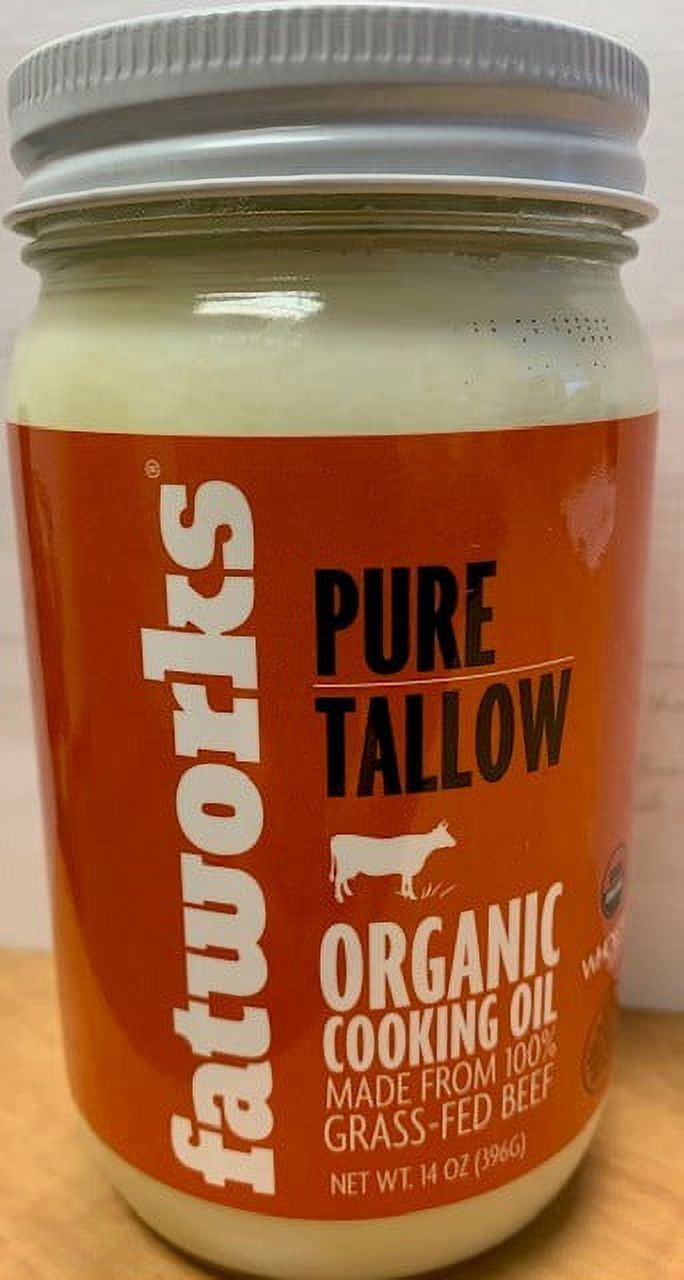 fatworks®
PURE
TALLOW
ORGANIC
COOKING OIL
MADE FROM 100%
GRASS-FED BEEF
NET WT. 14 OZ (396G)